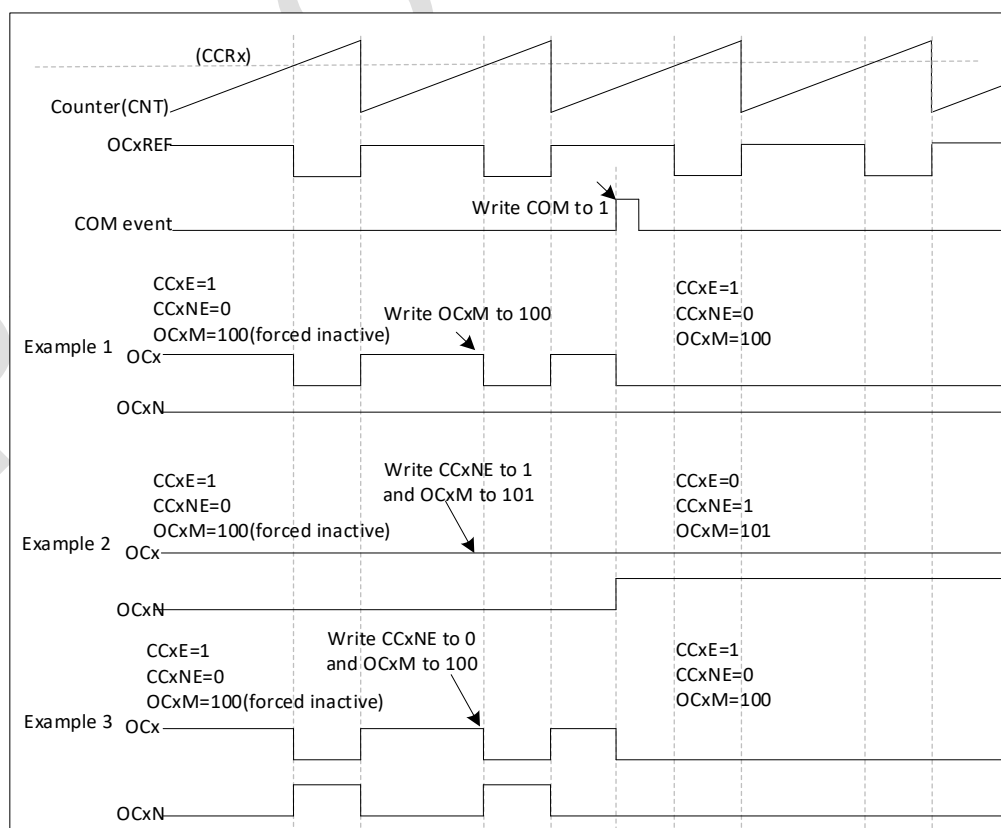 (CCRx)
Counter(CNT)
OCxREF
Write COM to 1
COM event
CCxE=1
CCxNE=0
OCxM=100(forced inactive)
Write OCxM to 100
CCxE=1
CCxNE=0
OCxM=100
Example 1
OCx
OCxN
CCxE=1
CCxNE=0
OCxM=100(forced inactive)
Write CCxNE to 1
and OCxM to 101
CCxE=0
CCxNE=1
OCxM=101
Example 2
OCx
OCxN
CCxE=1
CCxNE=0
OCxM=100(forced inactive)
Write CCxNE to 0
and OCxM to 100
CCxE=1
CCxNE=0
OCxM=100
Example 3
OCx
OCxN